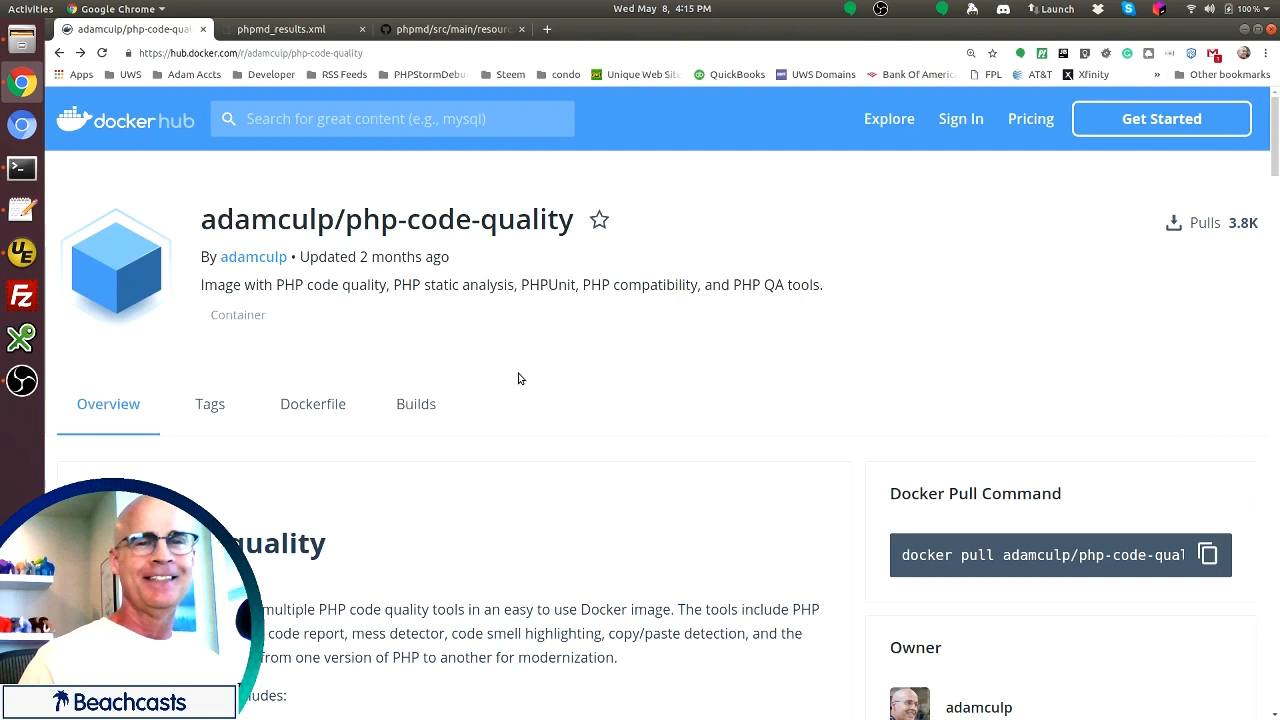 Activities
Google Chrome
Wed May 8, 4:15 PM
Launch
100%
adamculp/php-code-qual
phpmd_results.xml
phpmd/src/main/resour
https://hub.docker.com/r/adamculp/php-code-quality
Apps
UWS
Adam Accts
Developer
RSS Feeds
PHPStormDebu
Steem
condo
Unique Web Sit
QuickBooks
UWS Domains
Bank Of Americ
FPL
AT&T
Xfinity
»
Other bookmarks
docker hub
Search for great content (e.g., mysql)
Explore
Sign In
Pricing
Get Started
adamculp/php-code-quality
Pulls 3.8K
By adamculp • Updated 2 months ago
Image with PHP code quality, PHP static analysis, PHPUnit, PHP compatibility, and PHP QA tools.
Container
Overview
Tags
Dockerfile
Builds
Docker Pull Command
docker pull adamculp/php-code-qual
uality
multiple PHP code quality tools in an easy to use Docker image. The tools include PHP
code report, mess detector, code smell highlighting, copy/paste detection, and the
from one version of PHP to another for modernization.
ludes:
Owner
adamculp
Beachcasts